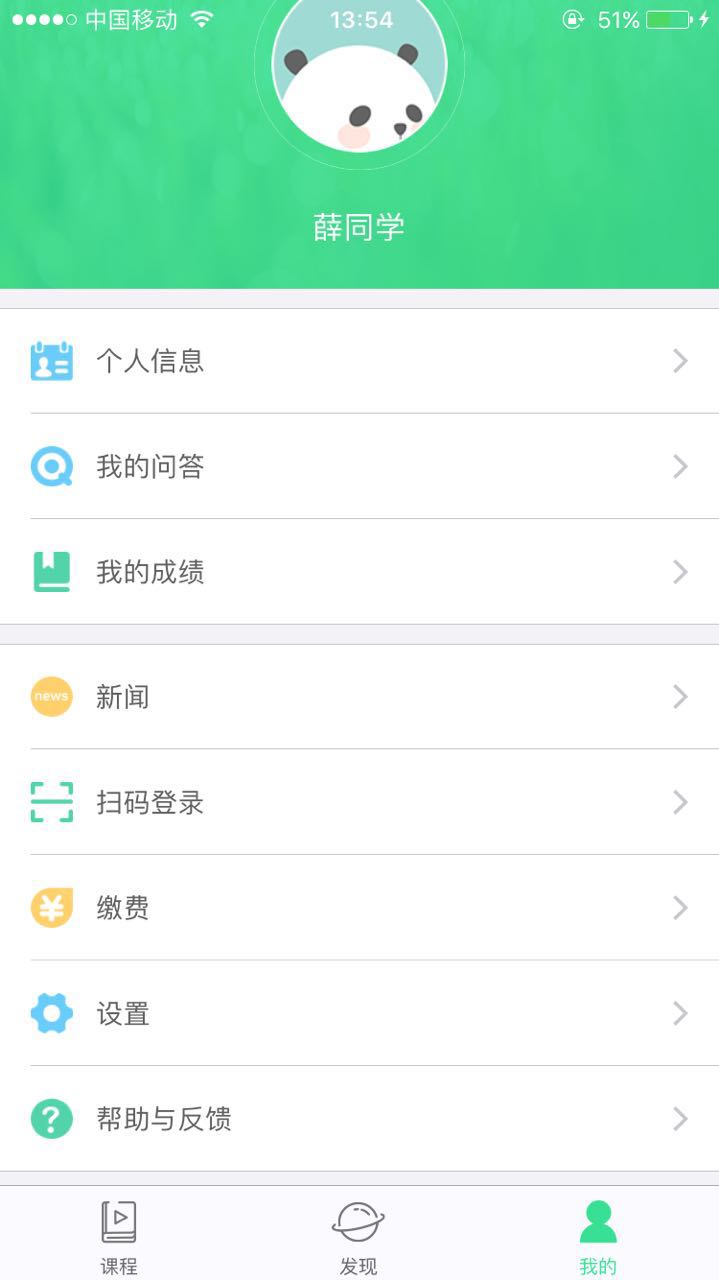 中国移动 13:54 51%
薛同学
个人信息
我的问答
我的成绩
news 新闻
扫码登录
缴费
设置
帮助与反馈
课程 发现 我的